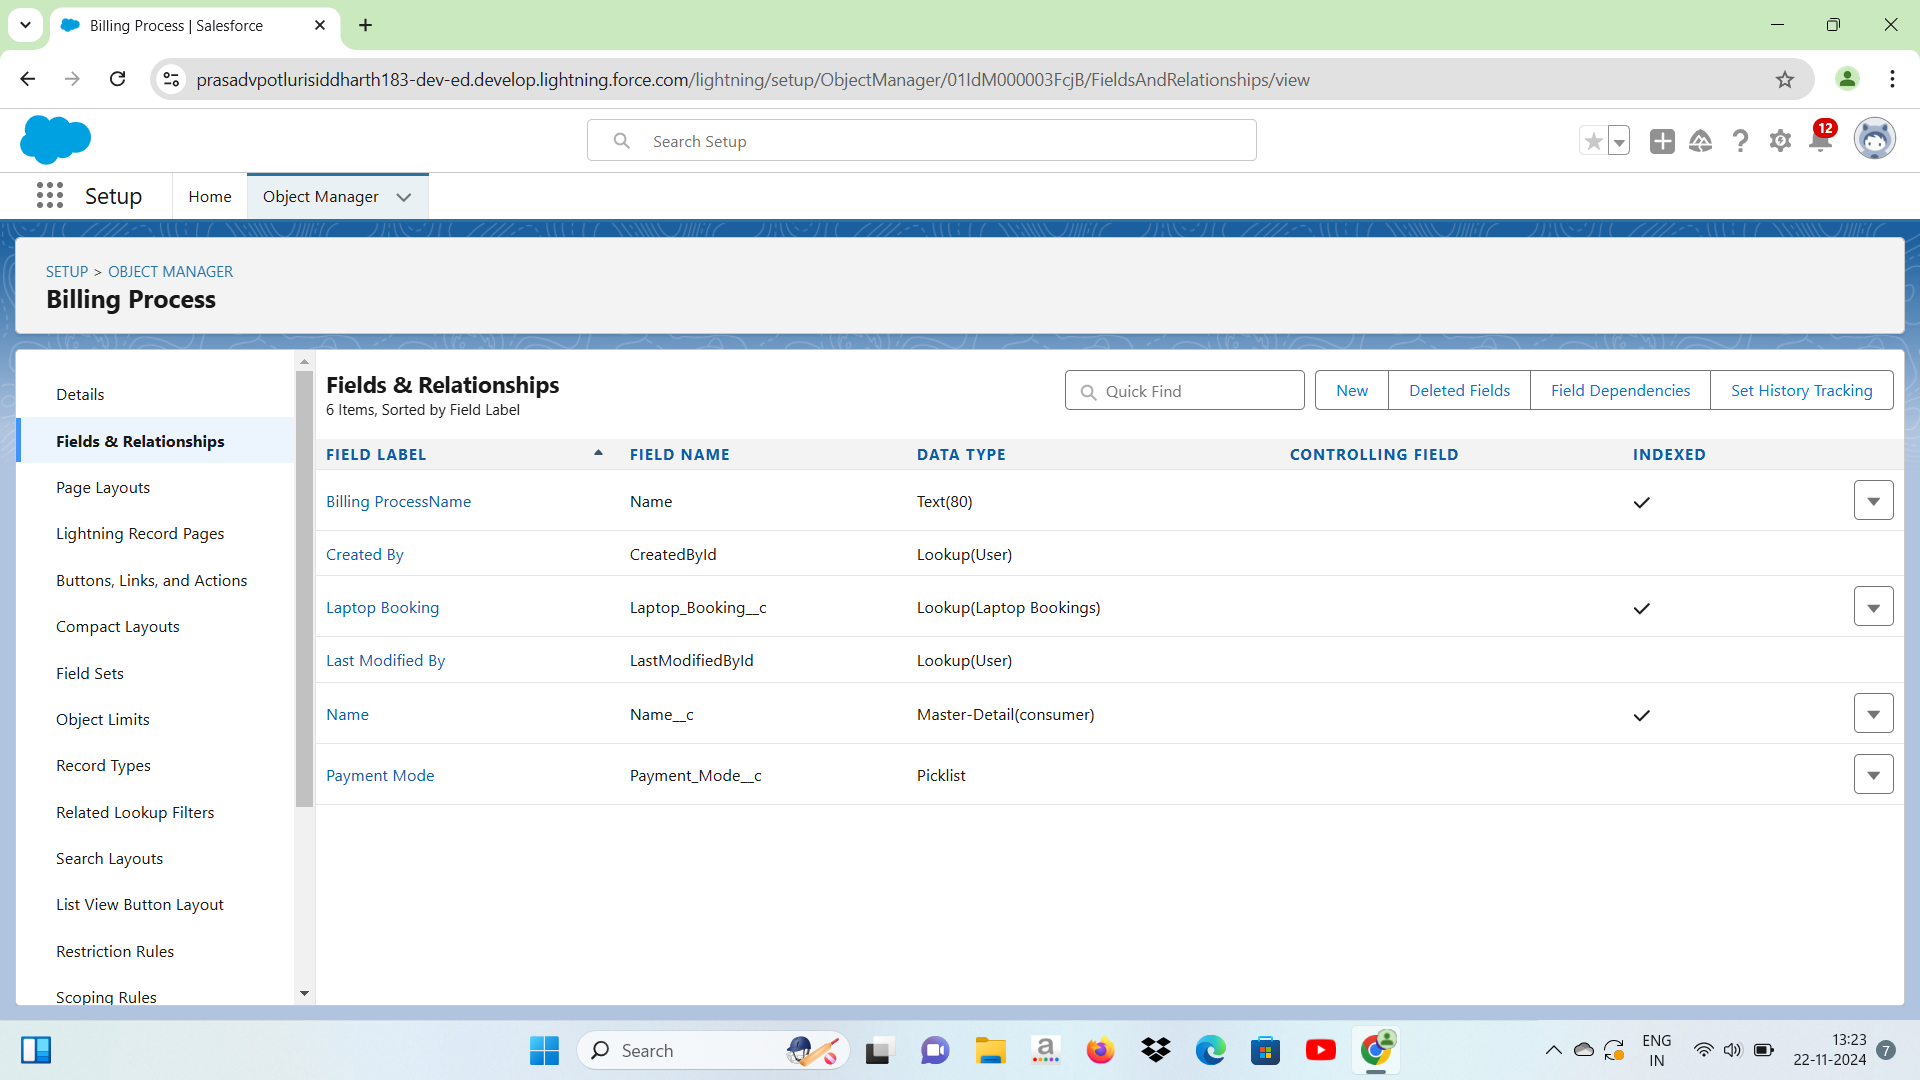 Billing Process | Salesforce
prasadvpotlurisiddharth183-dev-ed.develop.lightning.force.com/lightning/setup/ObjectManager/01IdM000003FcjB/FieldsAndRelationships/view
Search Setup
12
Setup
Home
Object Manager
SETUP > OBJECT MANAGER
Billing Process
Details
Fields & Relationships
Page Layouts
Lightning Record Pages
Buttons, Links, and Actions
Compact Layouts
Field Sets
Object Limits
Record Types
Related Lookup Filters
Search Layouts
List View Button Layout
Restriction Rules
Scoping Rules
Fields & Relationships
6 Items, Sorted by Field Label
Quick Find
New
Deleted Fields
Field Dependencies
Set History Tracking
FIELD LABEL FIELD NAME DATA TYPE CONTROLLING FIELD INDEXED
Billing ProcessName Name Text(80)
Created By CreatedById Lookup(User)
Laptop Booking Laptop_Booking__c Lookup(Laptop Bookings)
Last Modified By LastModifiedById Lookup(User)
Name Name__c Master-Detail(consumer)
Payment Mode Payment_Mode__c Picklist
Search
a
ENG
IN
13:23
22-11-2024
7